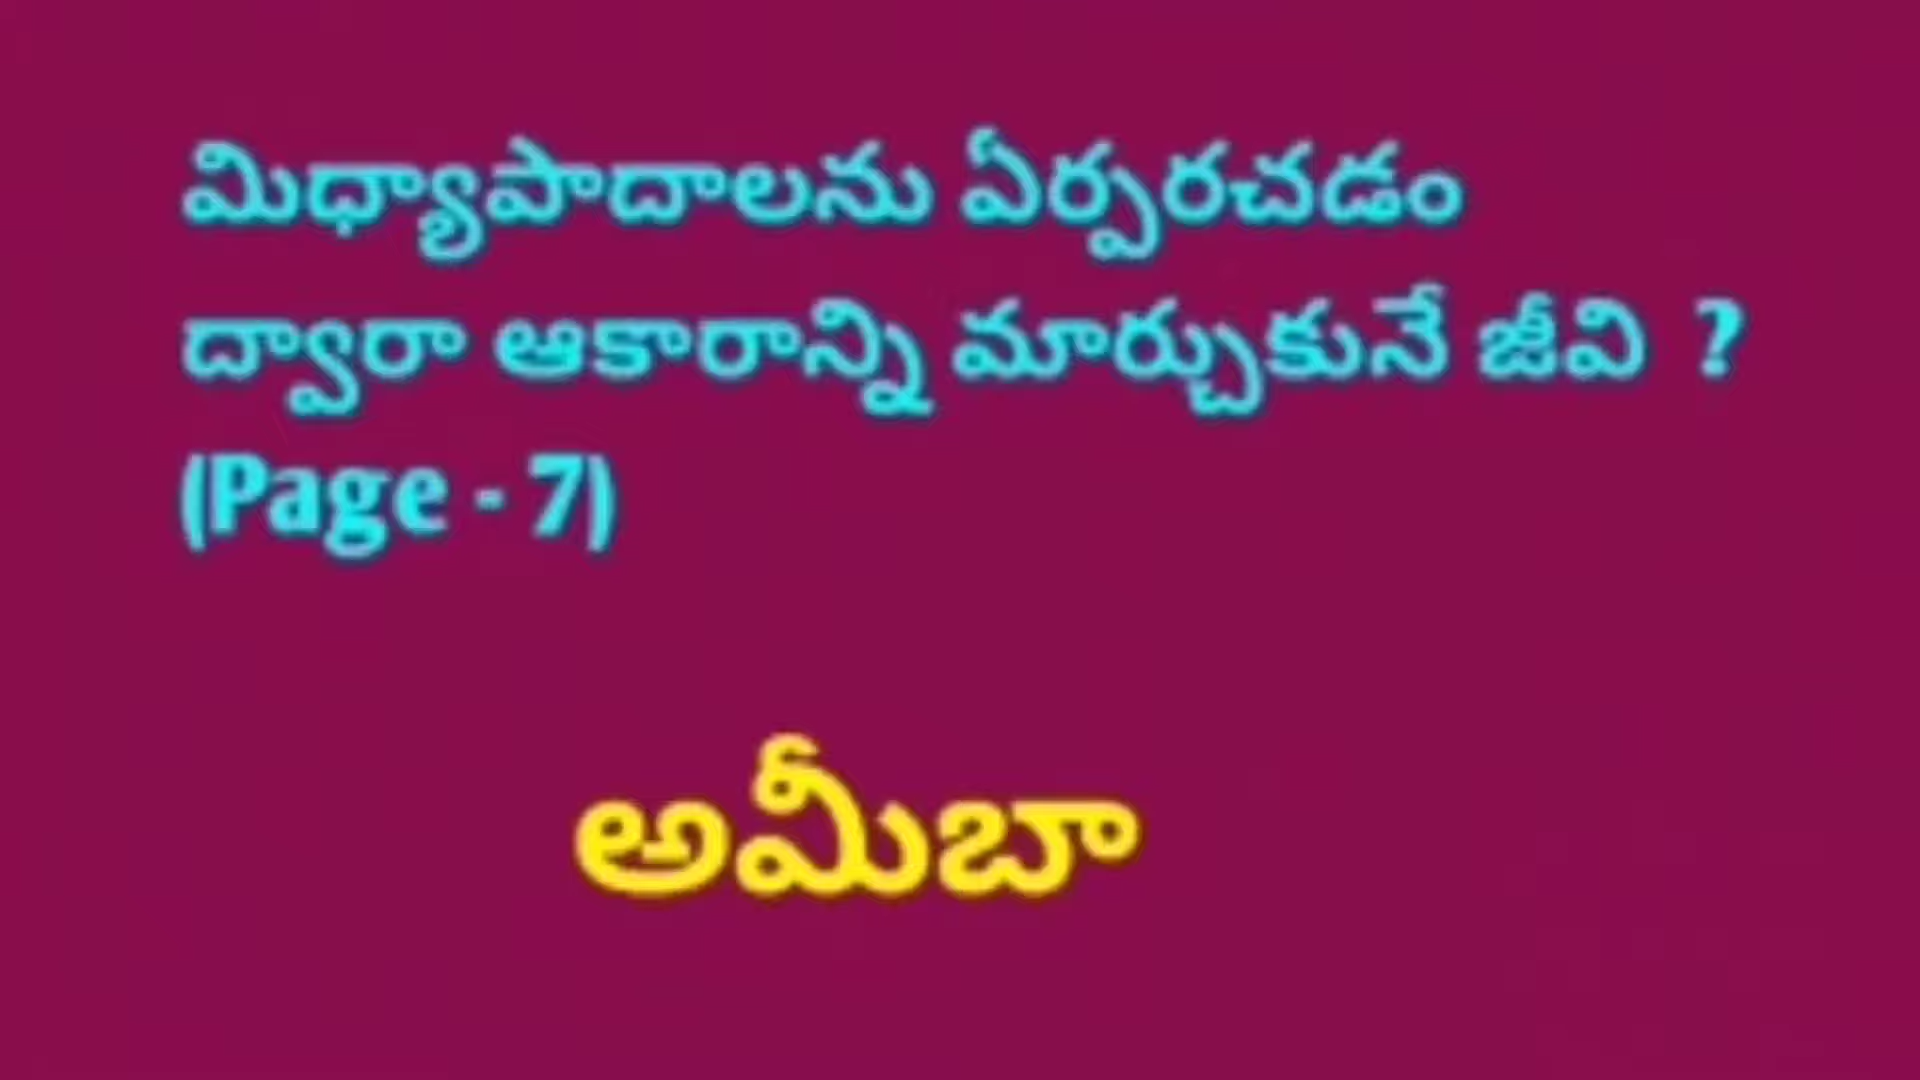 మిధ్యాపాదాలను ఏర్పరచడం
ద్వారా ఆకారాన్ని మార్చుకునే జీవి ?
(Page - 7)
అమీబా